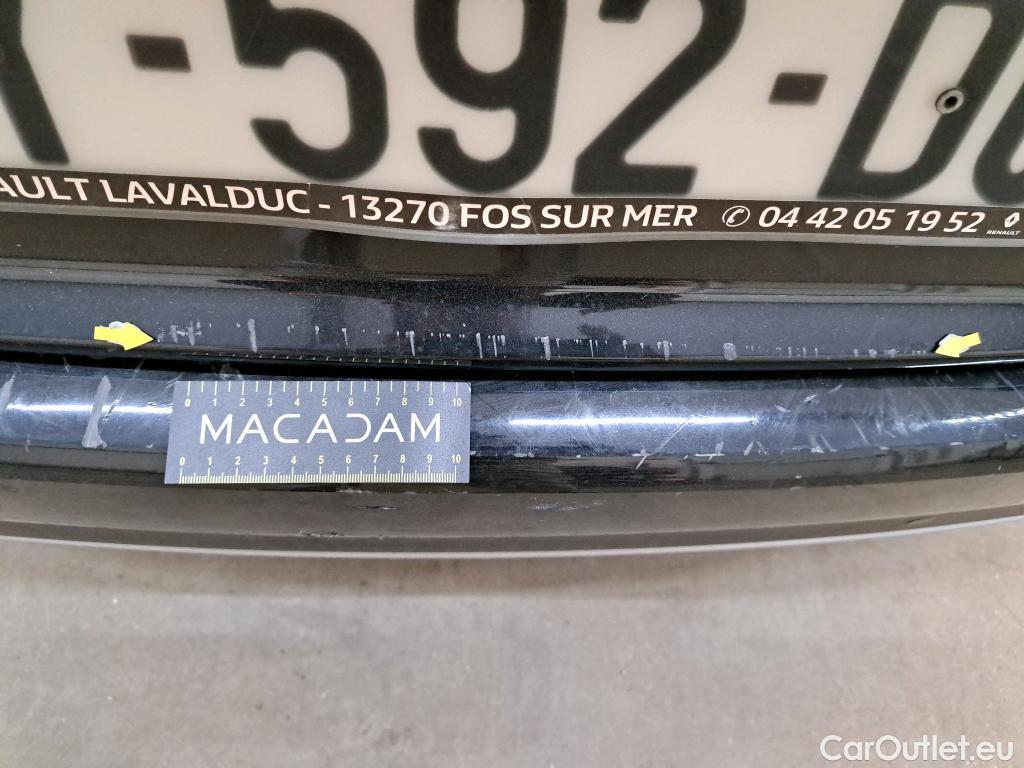 -592-D
AULT LAVALDUC - 13270 FOS SUR MER ✆ 04 42 05 19 52 RENAULT
0 1 2 3 4 5 6 7 8 9 10
MACADAM
0 1 2 3 4 5 6 7 8 9 10
CarOutlet.eu